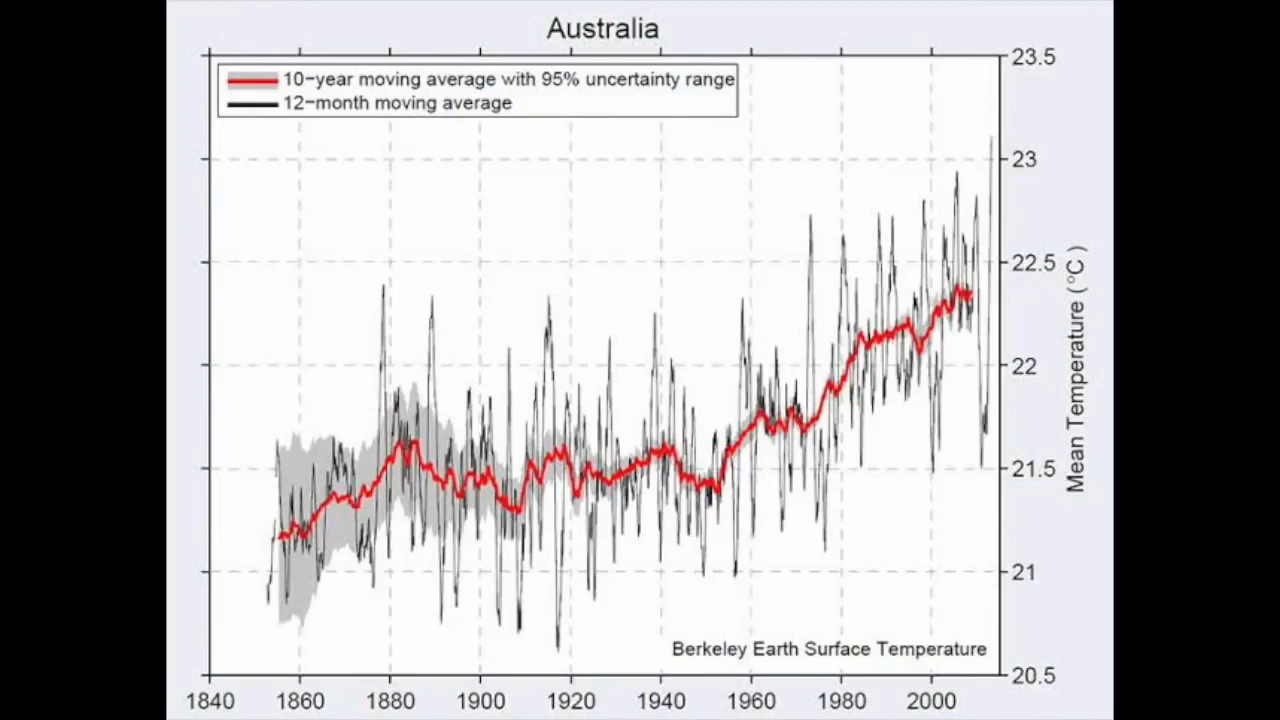 Australia
10−year moving average with 95% uncertainty range
12−month moving average
23.5
23
22.5
22
21.5
21
20.5
Mean Temperature (°C)
Berkeley Earth Surface Temperature
1840 1860 1880 1900 1920 1940 1960 1980 2000